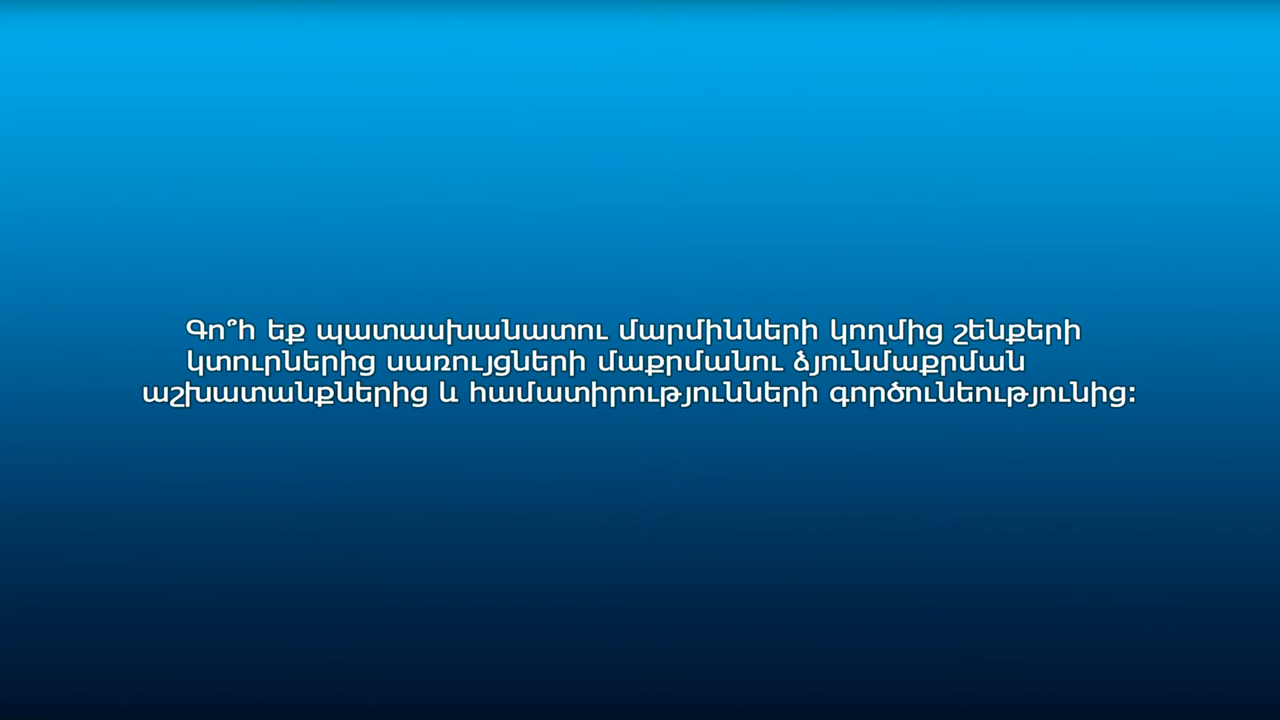 Գո՞հ եք պատասխանատու մարմինների կողմից շենքերի
կտուրներից սառույցների մաքրմանու ձյունմաքրման
աշխատանքներից և համատիրությունների գործունեությունից: